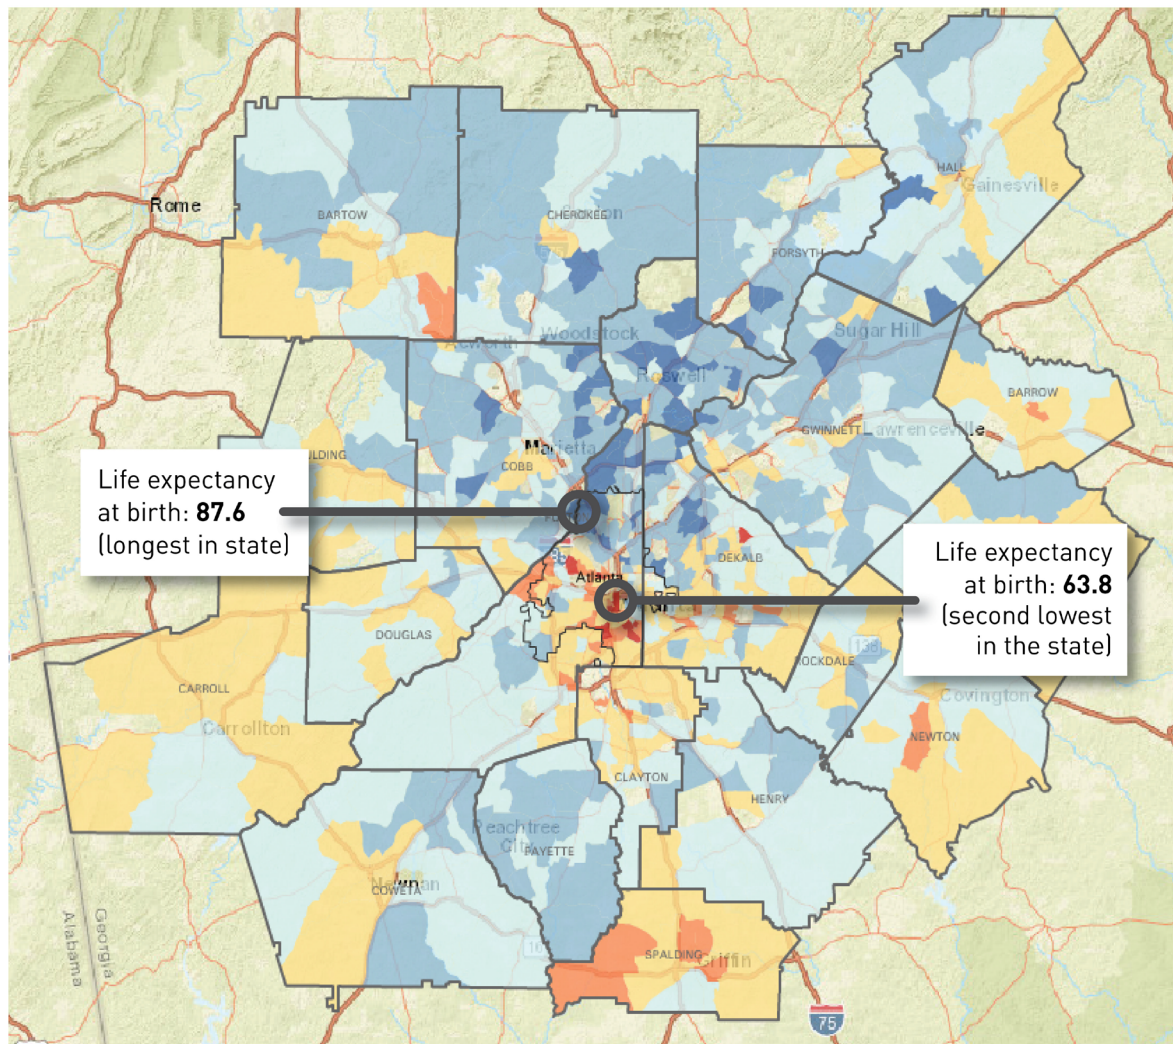 HALL
Gainesville
Rome
BARTOW
CHEROKEE
FORSYTH
Woodstock
Sugar Hill
Acworth
Roswell
BARROW
GWINNETT
Lawrenceville
Marietta
COBB
Life expectancy
at birth: 87.6
(longest in state)
Life expectancy
at birth: 63.8
(second lowest
in the state)
DEKALB
Atlanta
DOUGLAS
138
ROCKDALE
CARROLL
Covington
Carrollton
NEWTON
CLAYTON
HENRY
Peachtree
City
FAYETTE
COWETA
SPALDING
Griffin
Alabama
Georgia
75